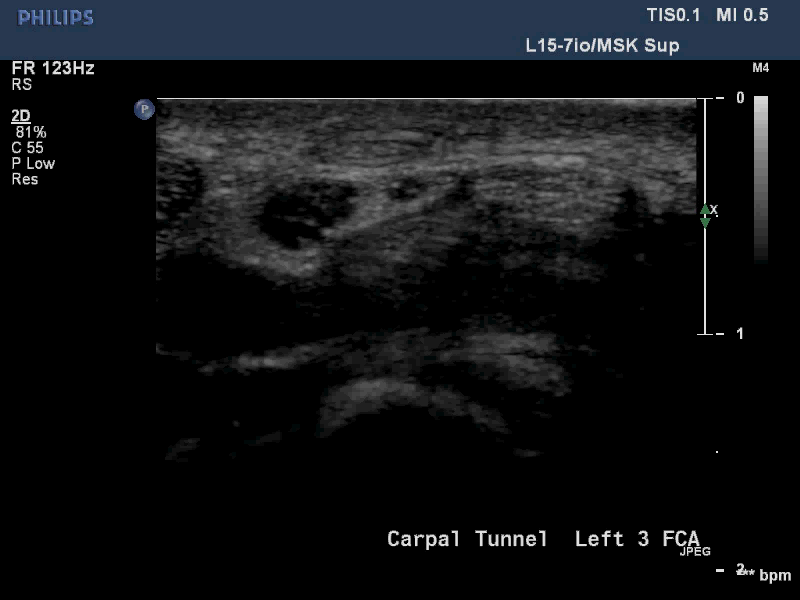 PHILIPS
TIS0.1 MI 0.5
L15-7io/MSK Sup
FR 123Hz
RS
2D
81%
C 55
P Low
Res
M4
P
0
X
1
Carpal Tunnel Left 3 FCA
JPEG
2
*** bpm